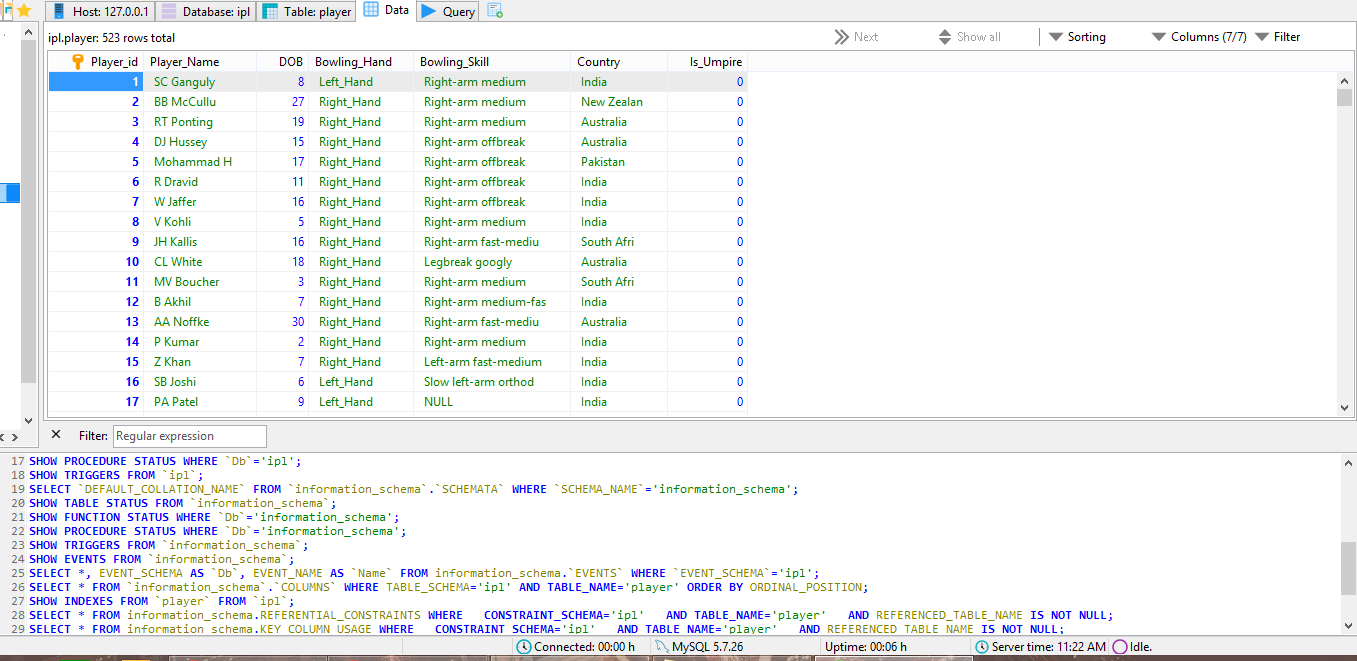 Host: 127.0.0.1 Database: ipl Table: player Data Query
ipl.player: 523 rows total Next Show all Sorting Columns (7/7) Filter
Player_id Player_Name DOB Bowling_Hand Bowling_Skill Country Is_Umpire
1 SC Ganguly 8 Left_Hand Right-arm medium India 0
2 BB McCullu 27 Right_Hand Right-arm medium New Zealan 0
3 RT Ponting 19 Right_Hand Right-arm medium Australia 0
4 DJ Hussey 15 Right_Hand Right-arm offbreak Australia 0
5 Mohammad H 17 Right_Hand Right-arm offbreak Pakistan 0
6 R Dravid 11 Right_Hand Right-arm offbreak India 0
7 W Jaffer 16 Right_Hand Right-arm offbreak India 0
8 V Kohli 5 Right_Hand Right-arm medium India 0
9 JH Kallis 16 Right_Hand Right-arm fast-mediu South Afri 0
10 CL White 18 Right_Hand Legbreak googly Australia 0
11 MV Boucher 3 Right_Hand Right-arm medium South Afri 0
12 B Akhil 7 Right_Hand Right-arm medium-fas India 0
13 AA Noffke 30 Right_Hand Right-arm fast-mediu Australia 0
14 P Kumar 2 Right_Hand Right-arm medium India 0
15 Z Khan 7 Right_Hand Left-arm fast-medium India 0
16 SB Joshi 6 Left_Hand Slow left-arm orthod India 0
17 PA Patel 9 Left_Hand NULL India 0
Filter: Regular expression
17 SHOW PROCEDURE STATUS WHERE `Db`='ipl';
18 SHOW TRIGGERS FROM `ipl`;
19 SELECT `DEFAULT_COLLATION_NAME` FROM `information_schema`.`SCHEMATA` WHERE `SCHEMA_NAME`='information_schema';
20 SHOW TABLE STATUS FROM `information_schema`;
21 SHOW FUNCTION STATUS WHERE `Db`='information_schema';
22 SHOW PROCEDURE STATUS WHERE `Db`='information_schema';
23 SHOW TRIGGERS FROM `information_schema`;
24 SHOW EVENTS FROM `information_schema`;
25 SELECT *, EVENT_SCHEMA AS `Db`, EVENT_NAME AS `Name` FROM information_schema.`EVENTS` WHERE `EVENT_SCHEMA`='ipl';
26 SELECT * FROM `information_schema`.`COLUMNS` WHERE TABLE_SCHEMA='ipl' AND TABLE_NAME='player' ORDER BY ORDINAL_POSITION;
27 SHOW INDEXES FROM `player` FROM `ipl`;
28 SELECT * FROM information_schema.REFERENTIAL_CONSTRAINTS WHERE CONSTRAINT_SCHEMA='ipl' AND TABLE_NAME='player' AND REFERENCED_TABLE_NAME IS NOT NULL;
29 SELECT * FROM information_schema.KEY_COLUMN_USAGE WHERE CONSTRAINT_SCHEMA='ipl' AND TABLE_NAME='player' AND REFERENCED_TABLE_NAME IS NOT NULL;
Connected: 00:00 h MySQL 5.7.26 Uptime: 00:06 h Server time: 11:22 AM Idle.